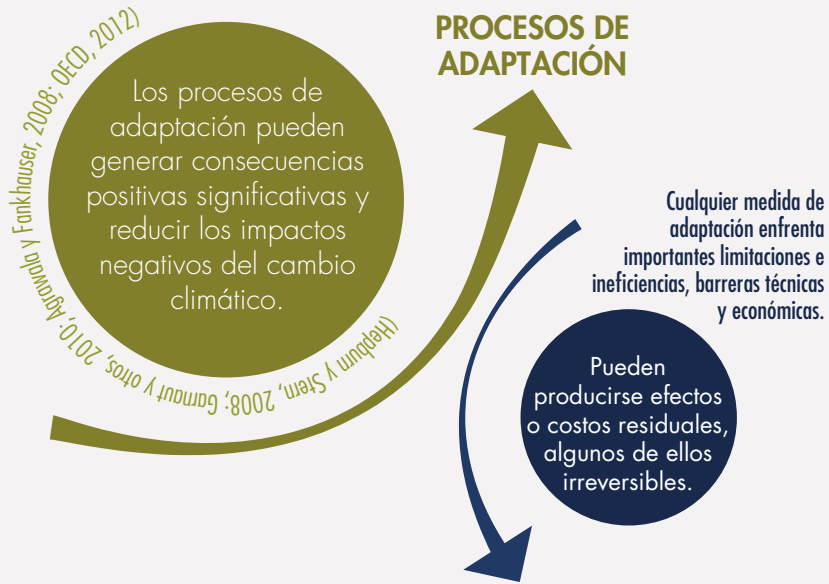 PROCESOS DE
ADAPTACIÓN
Los procesos de
adaptación pueden
generar consecuencias
positivas significativas y
reducir los impactos
negativos del cambio
climático.
(Hepburn y Stern, 2008; Garnaut y otros, 2010; Agrawala y Fankhauser, 2008; OECD, 2012)
Cualquier medida de
adaptación enfrenta
importantes limitaciones e
ineficiencias, barreras técnicas
y económicas.
Pueden
producirse efectos
o costos residuales,
algunos de ellos
irreversibles.